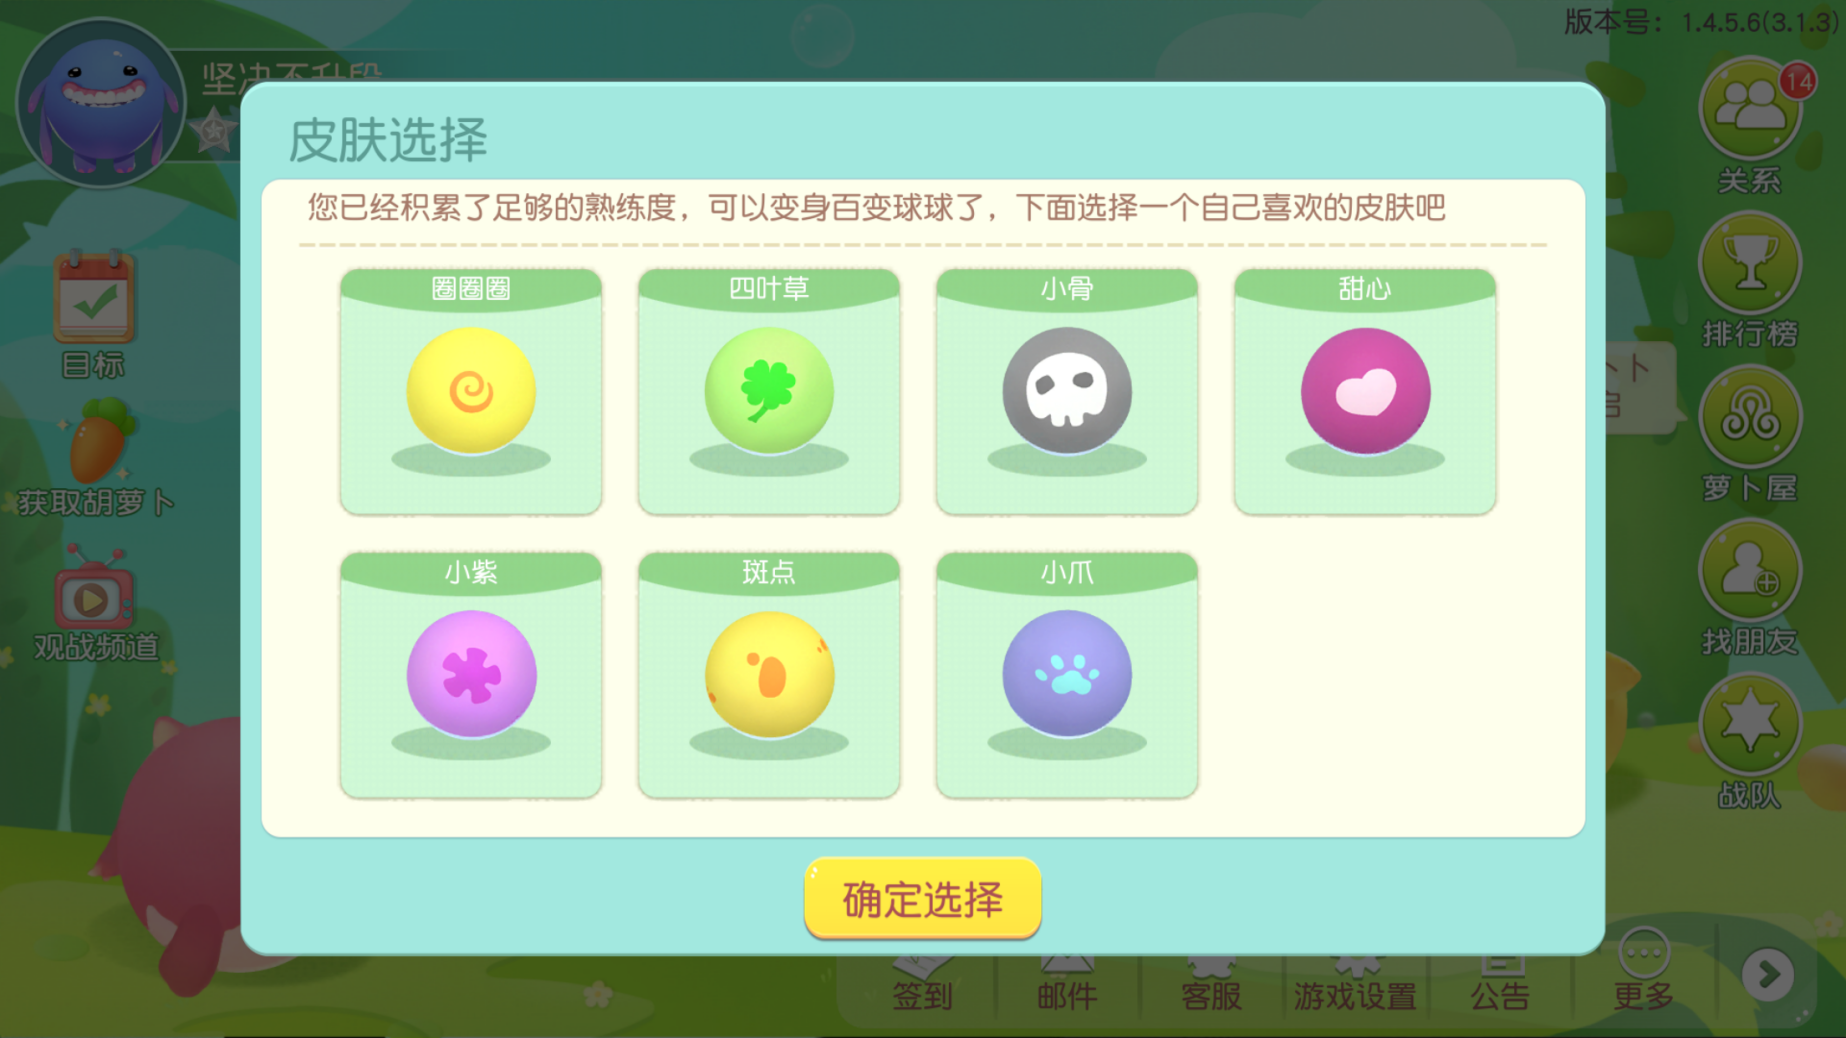 版本号：1.4.5.6(3.1.3)
坚决不升段
14
皮肤选择
您已经积累了足够的熟练度，可以变身百变球球了，下面选择一个自己喜欢的皮肤吧
圈圈圈 四叶草 小骨 甜心
小紫 斑点 小爪
确定选择
目标
获取胡萝卜
观战频道
关系
排行榜
萝卜屋
找朋友
战队
签到 邮件 客服 游戏设置 公告 更多